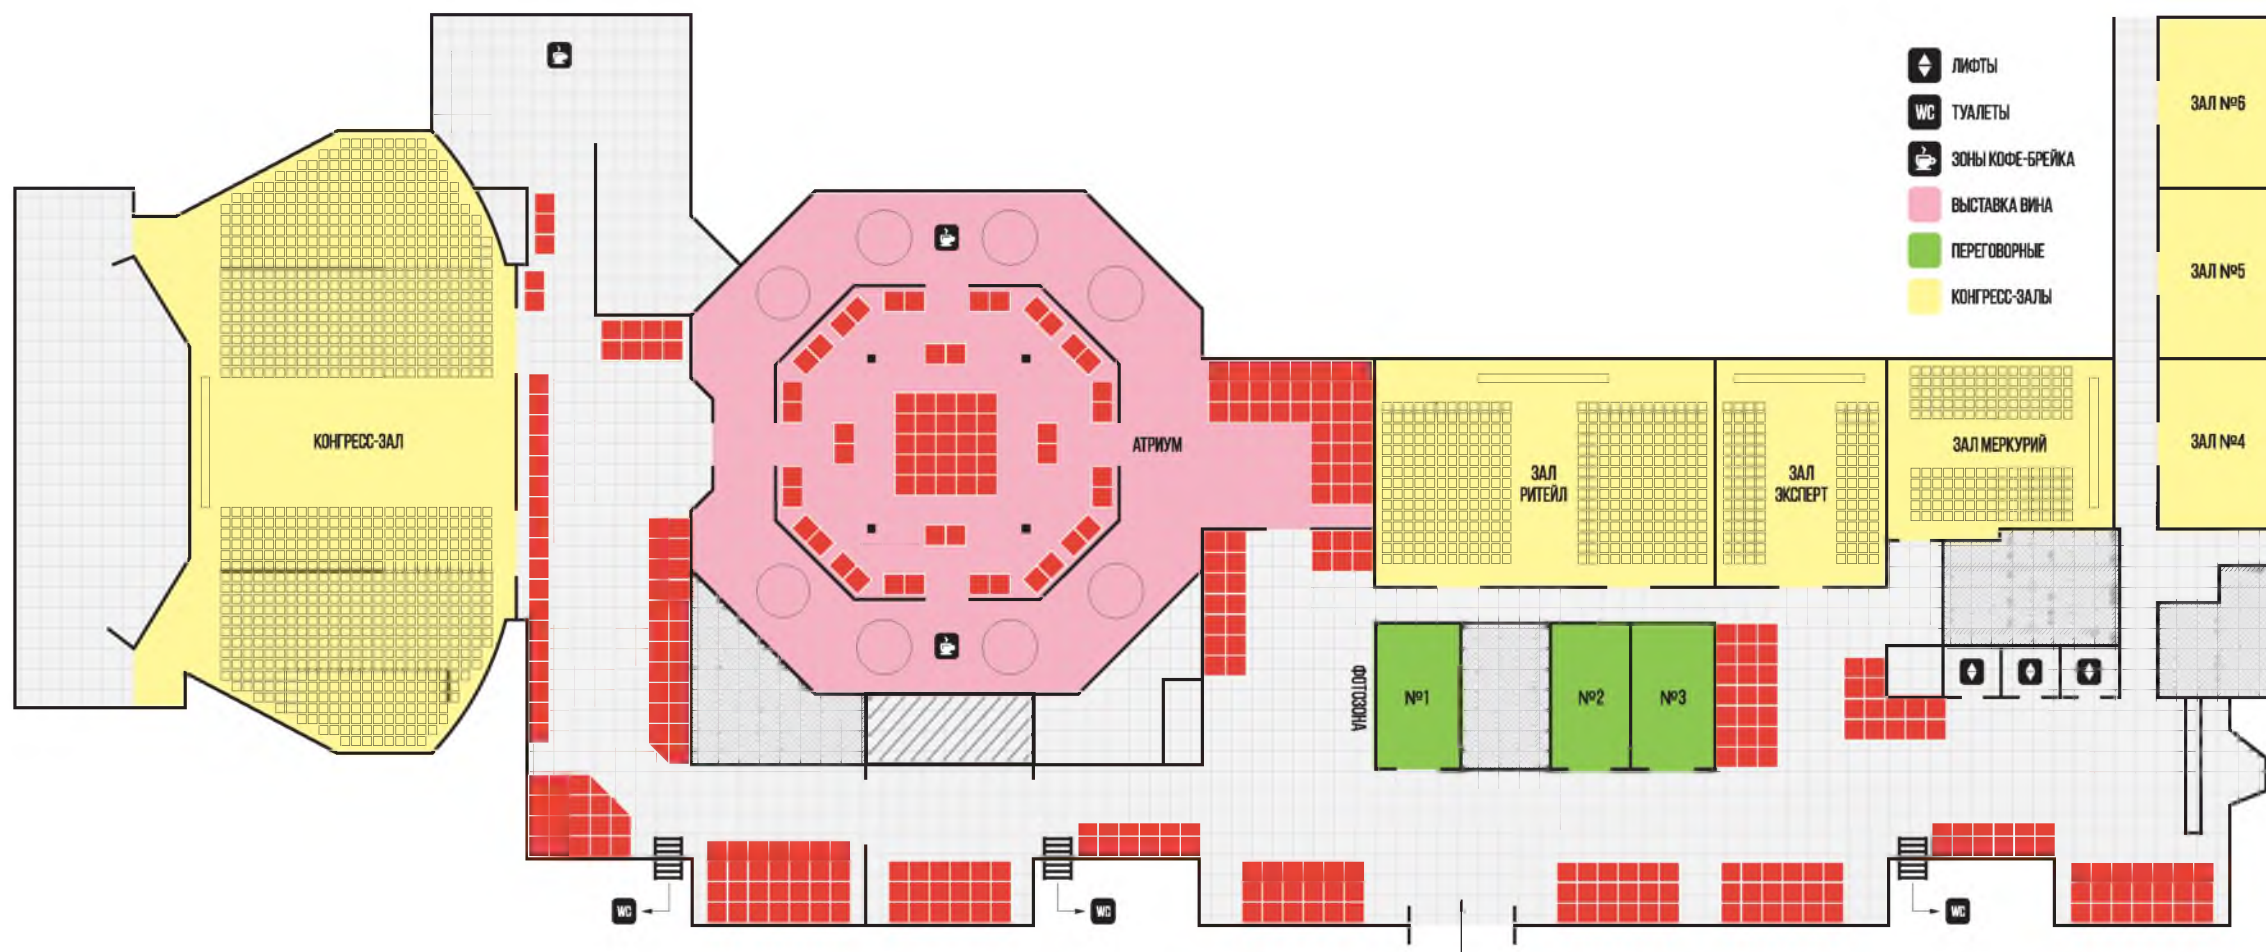 ЛИФТЫ
WC ТУАЛЕТЫ
ЗОНЫ КОФЕ-БРЕЙКА
ВЫСТАВКА ВИНА
ПЕРЕГОВОРНЫЕ
КОНГРЕСС-ЗАЛЫ
ЗАЛ №6
ЗАЛ №5
ЗАЛ №4
КОНГРЕСС-ЗАЛ
АТРИУМ
ЗАЛ
РИТЕЙЛ
ЗАЛ
ЭКСПЕРТ
ЗАЛ МЕРКУРИЙ
ФОТОЗОНА
№1
№2
№3
WC
WC
WC